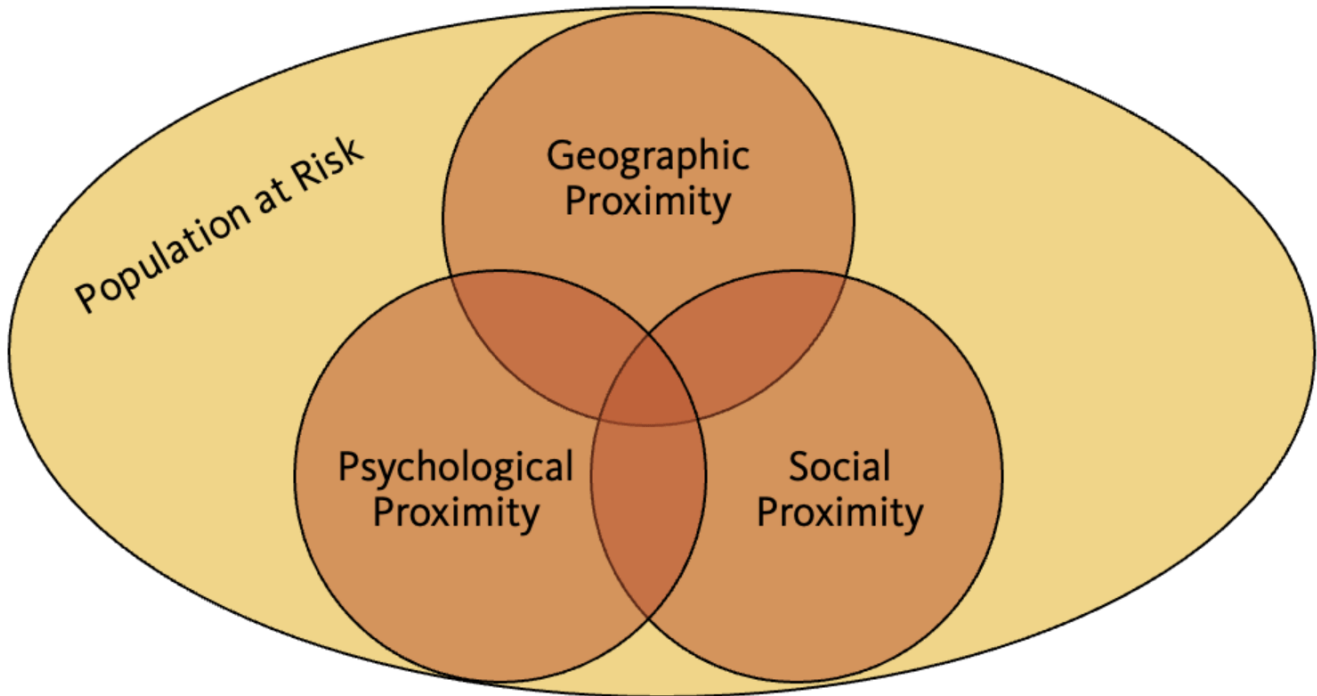 Population at Risk
Geographic
Proximity
Psychological
Proximity
Social
Proximity